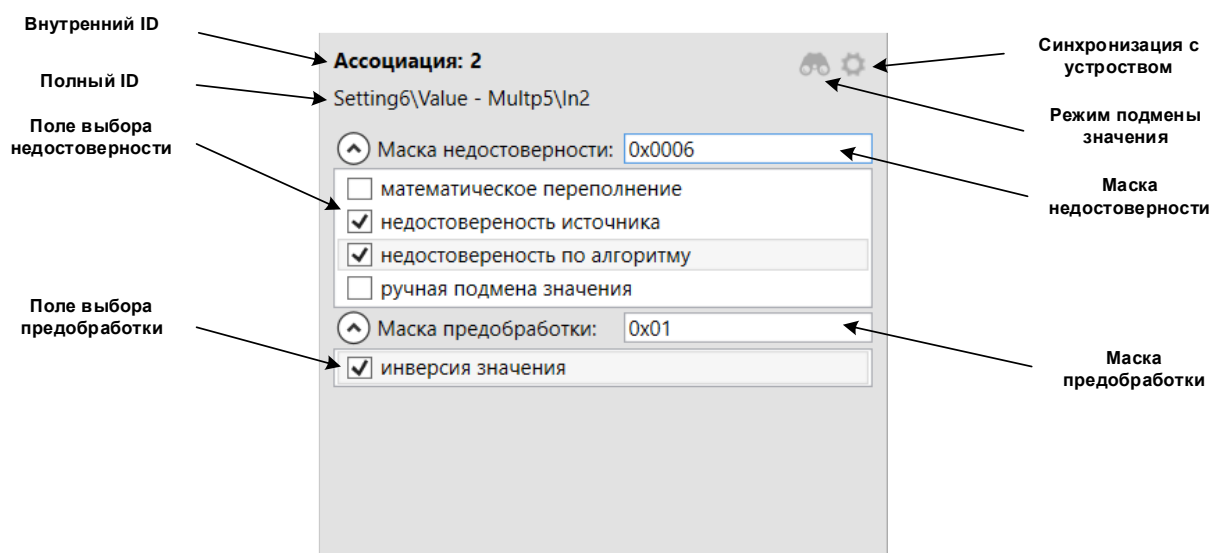 Внутренний ID
Полный ID
Поле выбора
недостоверности
Поле выбора
предобработки
Ассоциация: 2
Setting6\Value - Multp5\In2
Маска недостоверности: 0x0006
математическое переполнение
недостовереность источника
недостовереность по алгоритму
ручная подмена значения
Маска предобработки: 0x01
инверсия значения
Синхронизация с
устроством
Режим подмены
значения
Маска
недостоверности
Маска
предобработки